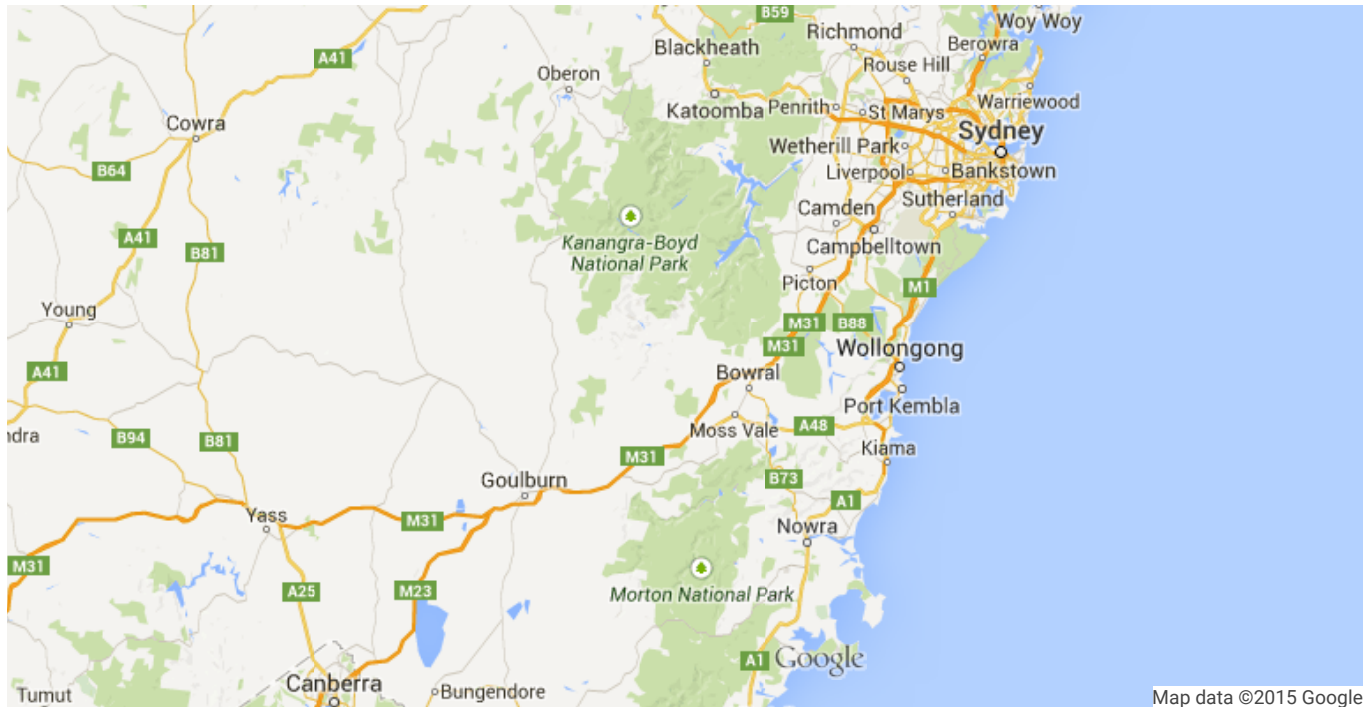 B59
Woy Woy
Richmond
Berowra
Blackheath
A41
Rouse Hill
Oberon
Katoomba
Penrith
St Marys
Warriewood
Cowra
Sydney
Wetherill Park
B64
Liverpool
Bankstown
Camden
Sutherland
A41
B81
Kanangra-Boyd
National Park
Campbelltown
Picton
M1
Young
M31
B88
M31
Wollongong
A41
Bowral
Port Kembla
ndra
B94
B81
Moss Vale
A48
Kiama
M31
Goulburn
B73
A1
Yass
M31
Nowra
M31
A25
M23
Morton National Park
A1
Google
Canberra
Bungendore
Tumut
Map data ©2015 Google